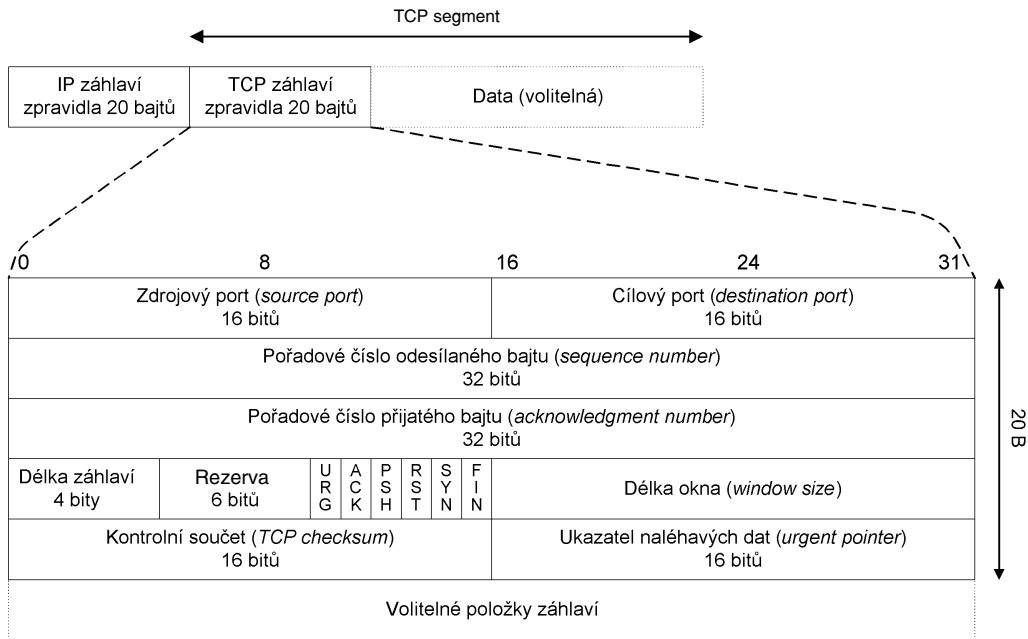 TCP segment
IP záhlaví
zpravidla 20 bajtů
TCP záhlaví
zpravidla 20 bajtů
Data (volitelná)
0 8 16 24 31
Zdrojový port (source port)
16 bitů
Cílový port (destination port)
16 bitů
Pořadové číslo odesílaného bajtu (sequence number)
32 bitů
Pořadové číslo přijatého bajtu (acknowledgment number)
32 bitů
20 B
Délka záhlaví
4 bity
Rezerva
6 bitů
URG
ACK
PSH
RST
SYN
FIN
Délka okna (window size)
Kontrolní součet (TCP checksum)
16 bitů
Ukazatel naléhavých dat (urgent pointer)
16 bitů
Volitelné položky záhlaví